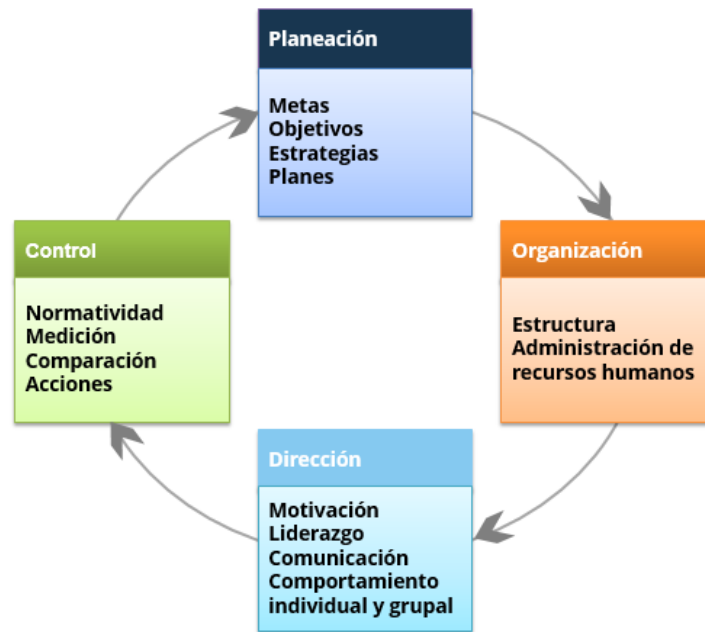 Planeación
Metas
Objetivos
Estrategias
Planes
Organización
Estructura
Administración de
recursos humanos
Dirección
Motivación
Liderazgo
Comunicación
Comportamiento
individual y grupal
Control
Normatividad
Medición
Comparación
Acciones